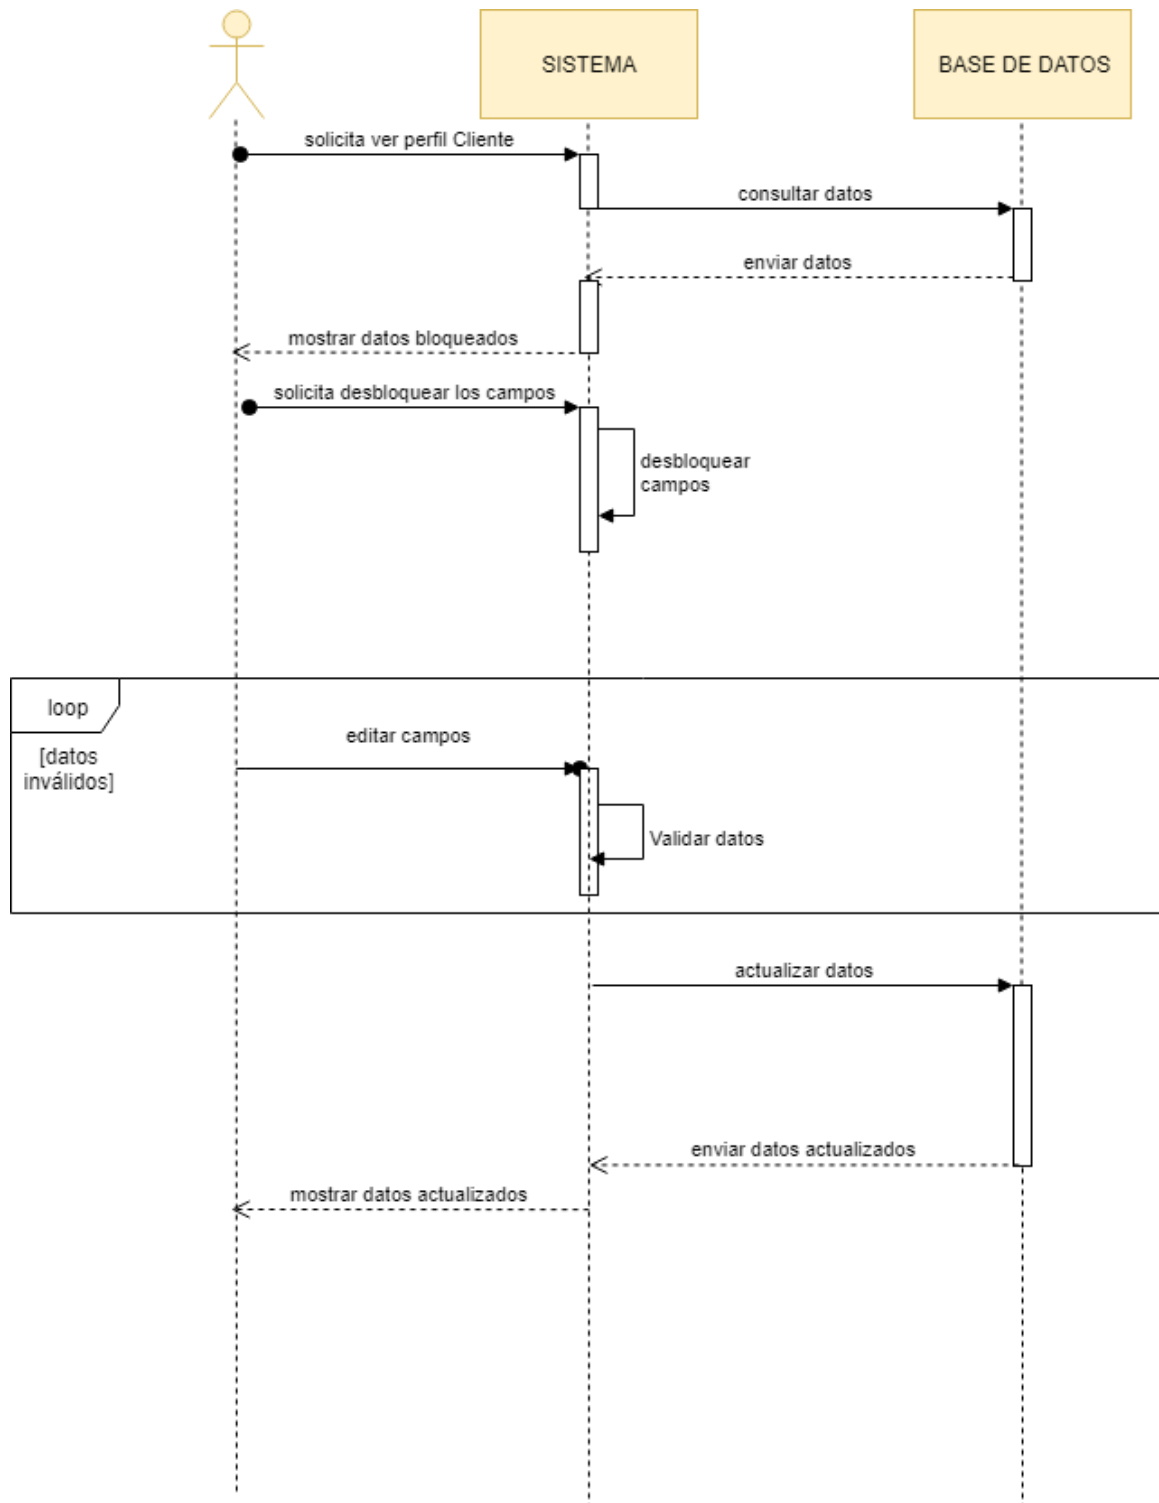 SISTEMA
BASE DE DATOS
solicita ver perfil Cliente
consultar datos
enviar datos
mostrar datos bloqueados
solicita desbloquear los campos
desbloquear
campos
loop
[datos
inválidos]
editar campos
Validar datos
actualizar datos
enviar datos actualizados
mostrar datos actualizados